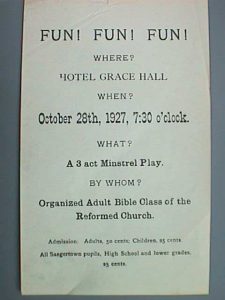 FUN! FUN! FUN!
WHERE?
HOTEL GRACE HALL
WHEN?
October 28th, 1927, 7:30 o'clock.
WHAT?
A 3 act Minstrel Play.
BY WHOM?
Organized Adult Bible Class of the
Reformed Church.
Admission: Adults, 50 cents; Children, 25 cents.
All Saegertown pupils, High School and lower grades,
25 cents.